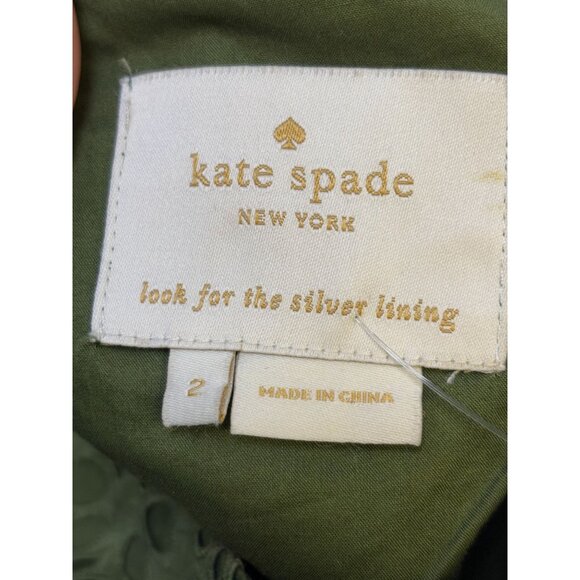 kate spade
NEW YORK
look for the silver lining
2
MADE IN CHINA